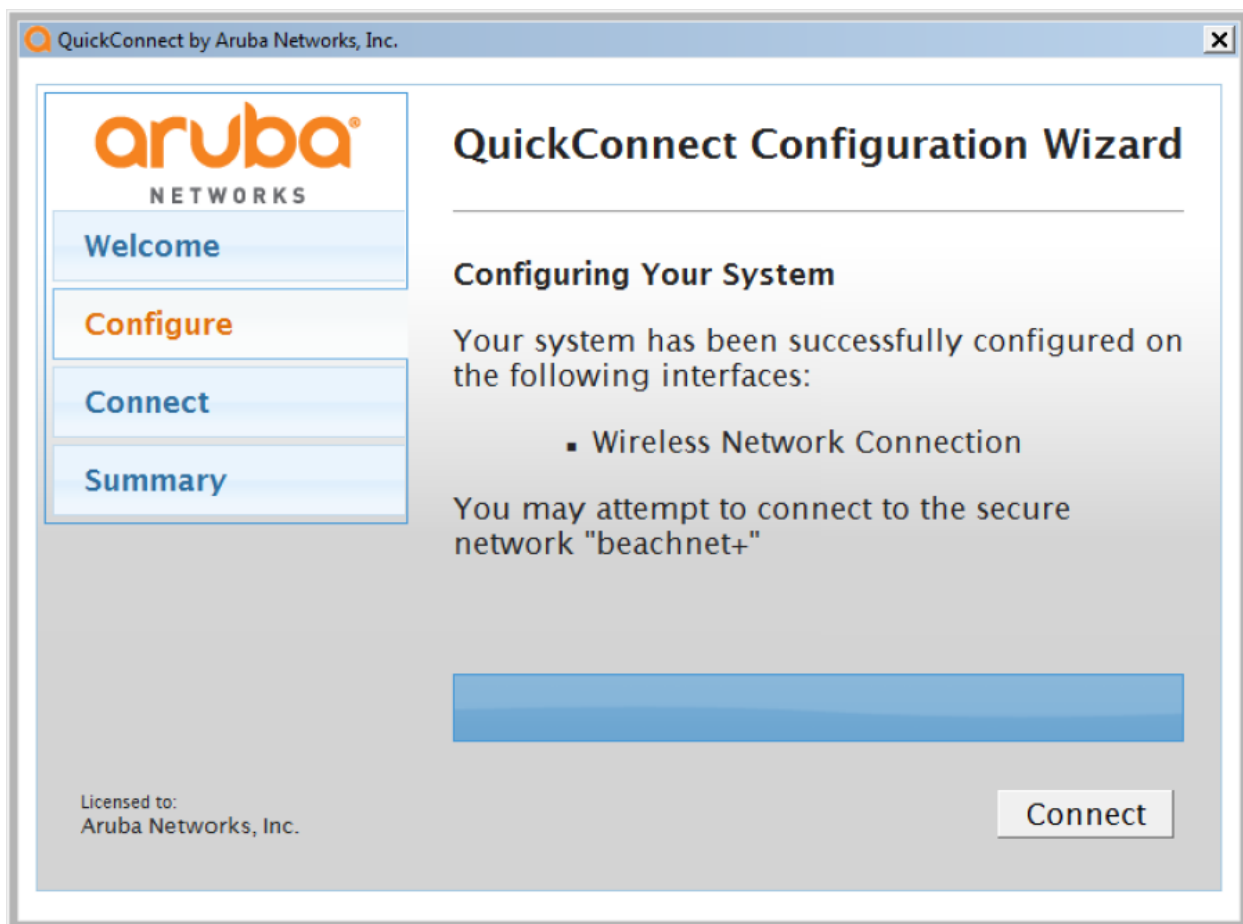 QuickConnect by Aruba Networks, Inc.
aruba®
NETWORKS
Welcome
Configure
Connect
Summary
QuickConnect Configuration Wizard
Configuring Your System
Your system has been successfully configured on
the following interfaces:
▪ Wireless Network Connection
You may attempt to connect to the secure
network "beachnet+"
Licensed to:
Aruba Networks, Inc.
Connect